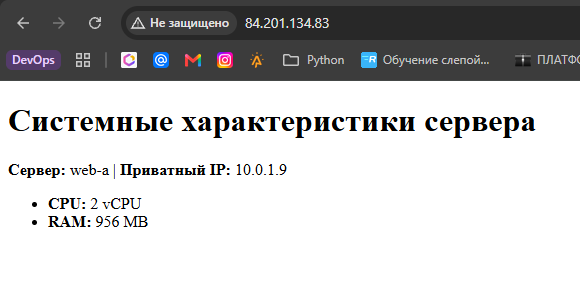 Не защищено 84.201.134.83
DevOps Python Обучение слепой... ПЛАТФ
Системные характеристики сервера
Сервер: web-a | Приватный IP: 10.0.1.9
CPU: 2 vCPU
RAM: 956 MB